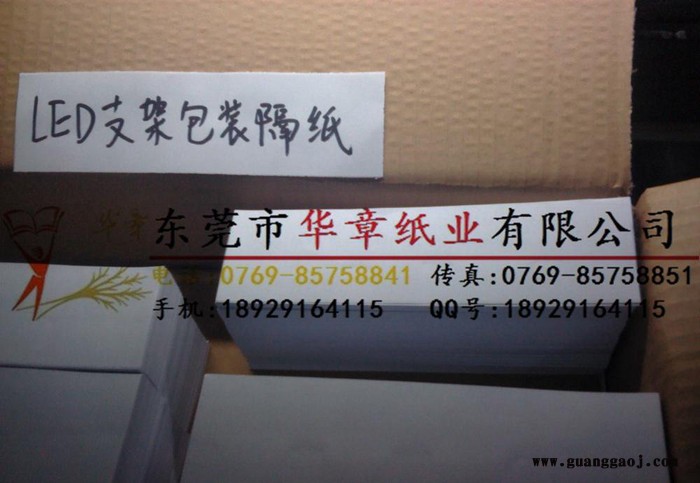 LED支架包装隔纸
华章
东莞市华章纸业有限公司
电话:0769-85758841 传真:0769-85758851
手机:18929164115 QQ号:18929164115
www.guanggaoj.com